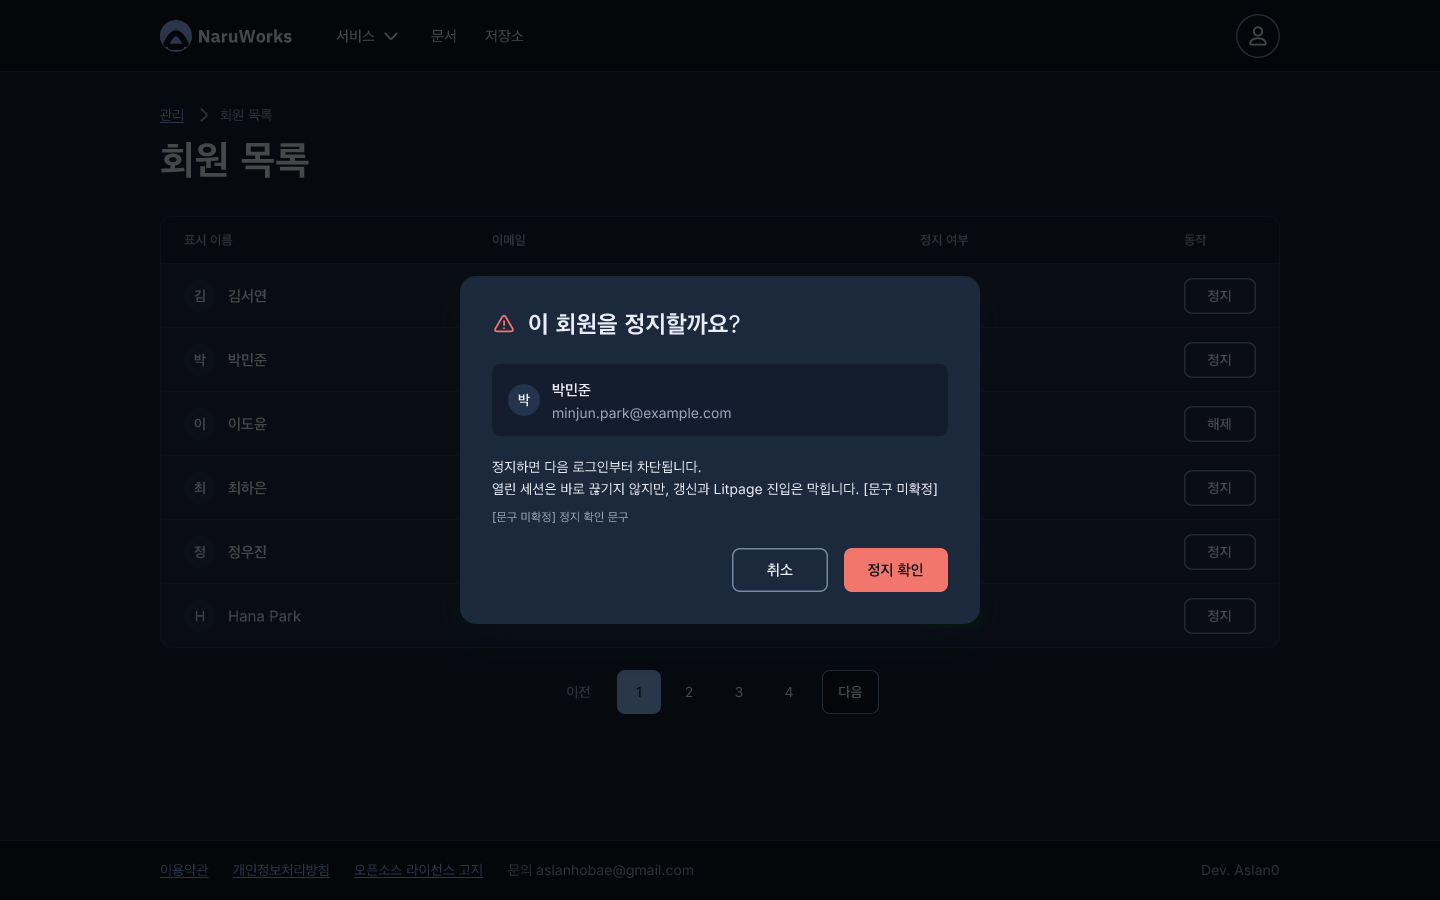 NaruWorks 서비스 문서 저장소
관리 회원 목록
회원 목록
표시 이름 이메일 정지 여부 동작
김 김서연 정지
박 박민준 정지
이 이도윤 해제
최 최하은 정지
정 정우진 정지
H Hana Park 정지
이 회원을 정지할까요?
박 박민준
minjun.park@example.com
정지하면 다음 로그인부터 차단됩니다.
열린 세션은 바로 끊기지 않지만, 갱신과 Litpage 진입은 막힙니다. [문구 미확정]
[문구 미확정] 정지 확인 문구
취소 정지 확인
이전 1 2 3 4 다음
이용약관 개인정보처리방침 오픈소스 라이선스 고지 문의 aslanhobae@gmail.com Dev. Aslan0